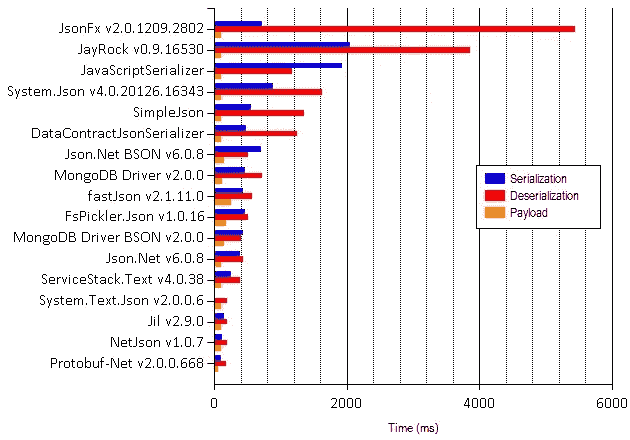 JsonFx v2.0.1209.2802
JayRock v0.9.16530
JavaScriptSerializer
System.Json v4.0.20126.16343
SimpleJson
DataContractJsonSerializer
Json.Net BSON v6.0.8
MongoDB Driver v2.0.0
fastJson v2.1.11.0
FsPickler.Json v1.0.16
MongoDB Driver BSON v2.0.0
Json.Net v6.0.8
ServiceStack.Text v4.0.38
System.Text.Json v2.0.0.6
Jil v2.9.0
NetJson v1.0.7
Protobuf-Net v2.0.0.668
Serialization
Deserialization
Payload
0 2000 4000 6000
Time (ms)